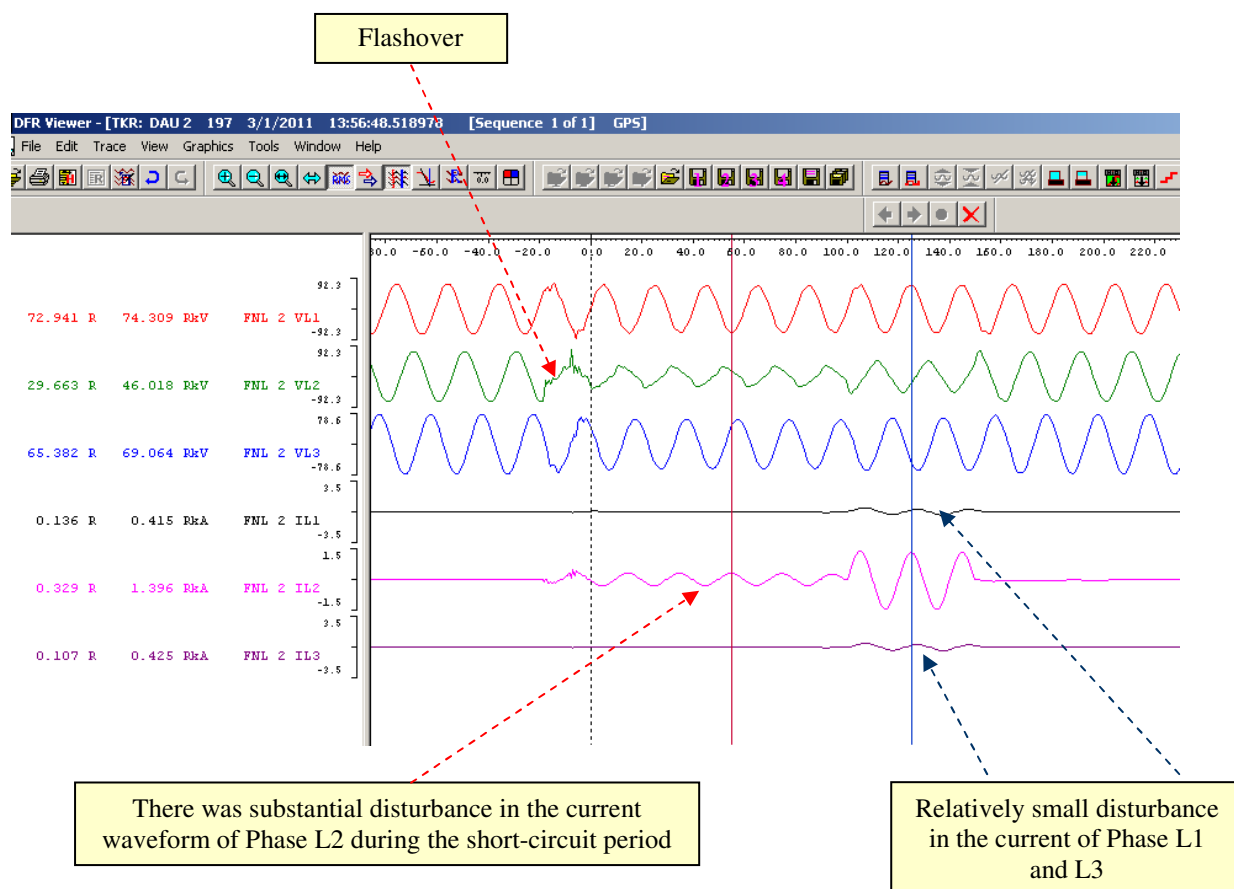 Flashover
DFR Viewer - [TKR: DAU 2 197 3/1/2011 13:56:48.518978 [Sequence 1 of 1] GPS]
File Edit Trace View Graphics Tools Window Help
RMS
0.0
-60.0 -40.0 -20.0 0.0 20.0 40.0 60.0 80.0 100.0 120.0 140.0 160.0 180.0 200.0 220.0
92.3
72.941 R 74.309 RkV FNL 2 VL1
-92.3
92.3
29.663 R 46.018 RkV FNL 2 VL2
-92.3
78.6
65.382 R 69.064 RkV FNL 2 VL3
-78.6
3.5
0.136 R 0.415 RkA FNL 2 IL1
-3.5
1.5
0.329 R 1.396 RkA FNL 2 IL2
-1.5
3.5
0.107 R 0.425 RkA FNL 2 IL3
-3.5
There was substantial disturbance in the current
waveform of Phase L2 during the short-circuit period
Relatively small disturbance
in the current of Phase L1
and L3